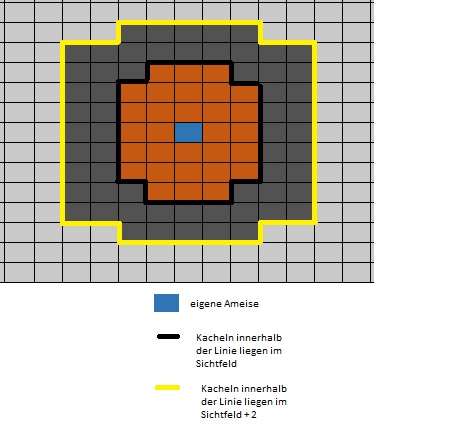 eigene Ameise
Kacheln innerhalb
der Linie liegen im
Sichtfeld
Kacheln innerhalb
der Linie liegen im
Sichtfeld + 2